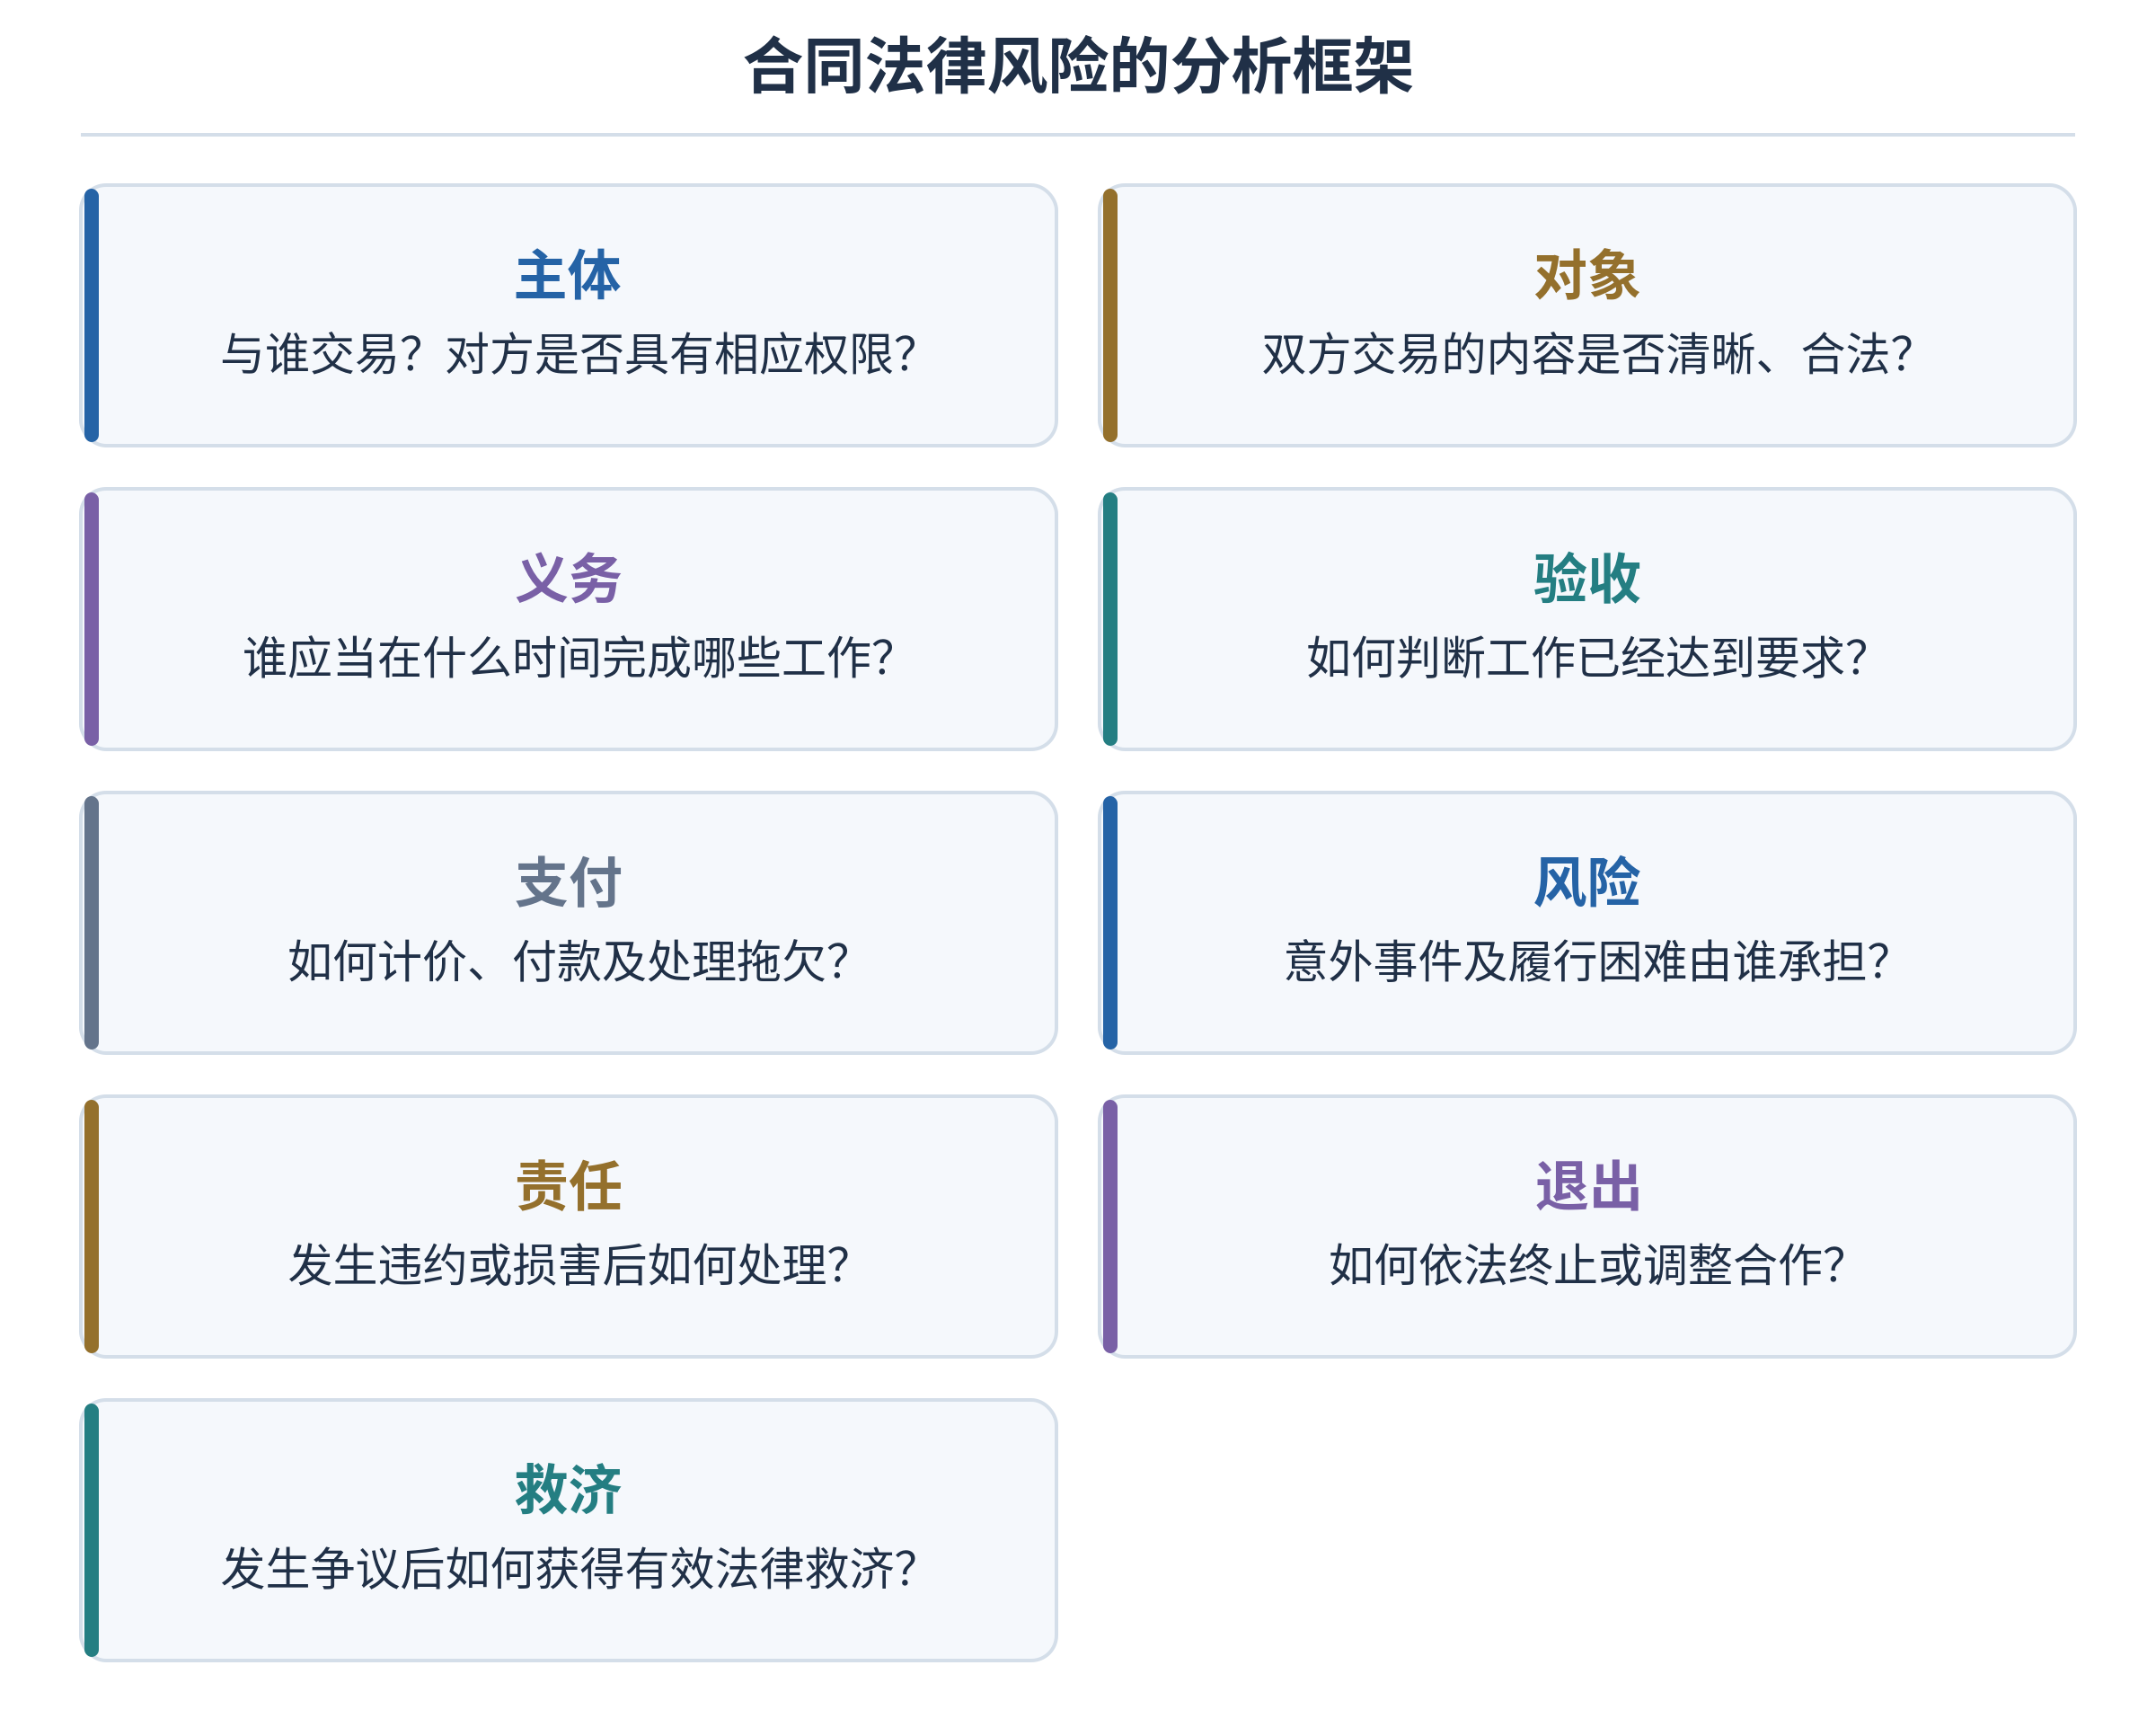 合同法律风险的分析框架
主体
与谁交易？对方是否具有相应权限？
对象
双方交易的内容是否清晰、合法？
义务
谁应当在什么时间完成哪些工作？
验收
如何判断工作已经达到要求？
支付
如何计价、付款及处理拖欠？
风险
意外事件及履行困难由谁承担？
责任
发生违约或损害后如何处理？
退出
如何依法终止或调整合作？
救济
发生争议后如何获得有效法律救济？